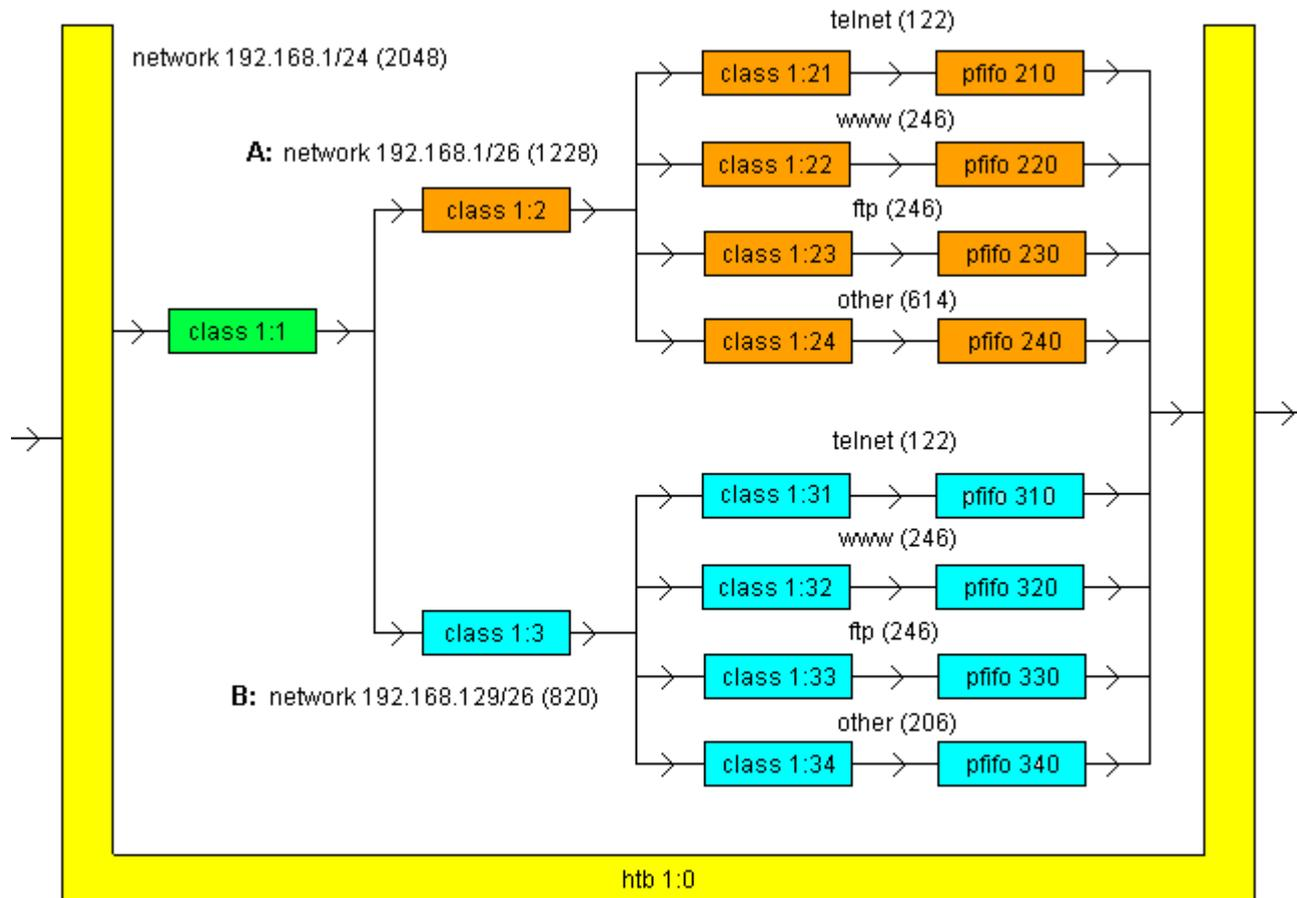 telnet (122)
network 192.168.1/24 (2048)
class 1:21
pfifo 210
www (246)
A: network 192.168.1/26 (1228)
class 1:22
pfifo 220
class 1:2
ftp (246)
class 1:23
pfifo 230
other (614)
class 1:1
class 1:24
pfifo 240
telnet (122)
class 1:31
pfifo 310
www (246)
class 1:32
pfifo 320
class 1:3
ftp (246)
class 1:33
pfifo 330
B: network 192.168.129/26 (820)
other (206)
class 1:34
pfifo 340
htb 1:0